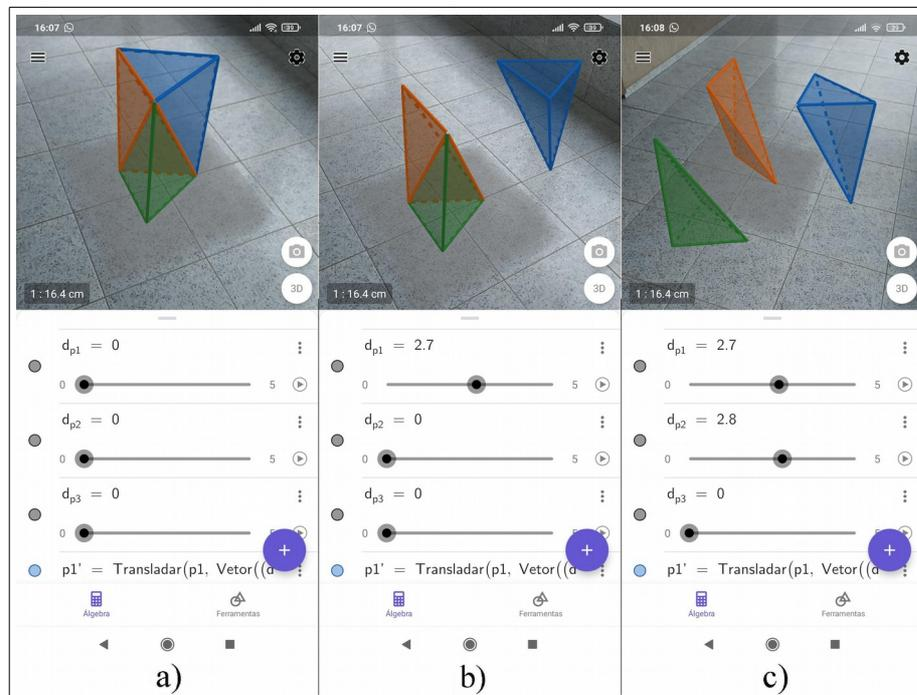 16:07
39
1 : 16.4 cm
3D
dp1 = 0
0 5
dp2 = 0
0 5
dp3 = 0
0
p1' = Transladar(p1, Vetor((d
Álgebra Ferramentas
a)
16:07
39
1 : 16.4 cm
3D
dp1 = 2.7
0 5
dp2 = 0
0 5
dp3 = 0
0
p1' = Transladar(p1, Vetor((d
Álgebra Ferramentas
b)
16:08
39
1 : 16.4 cm
3D
dp1 = 2.7
0 5
dp2 = 2.8
0 5
dp3 = 0
0
p1' = Transladar(p1, Vetor((d
Álgebra Ferramentas
c)